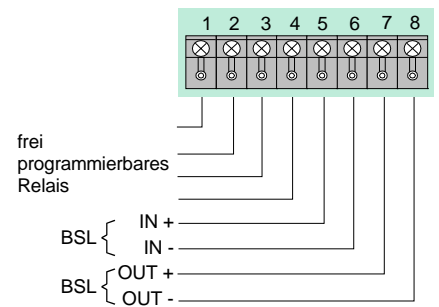 1 2 3 4 5 6 7 8
frei
programmierbares
Relais
BSL
IN +
IN -
BSL
OUT +
OUT -